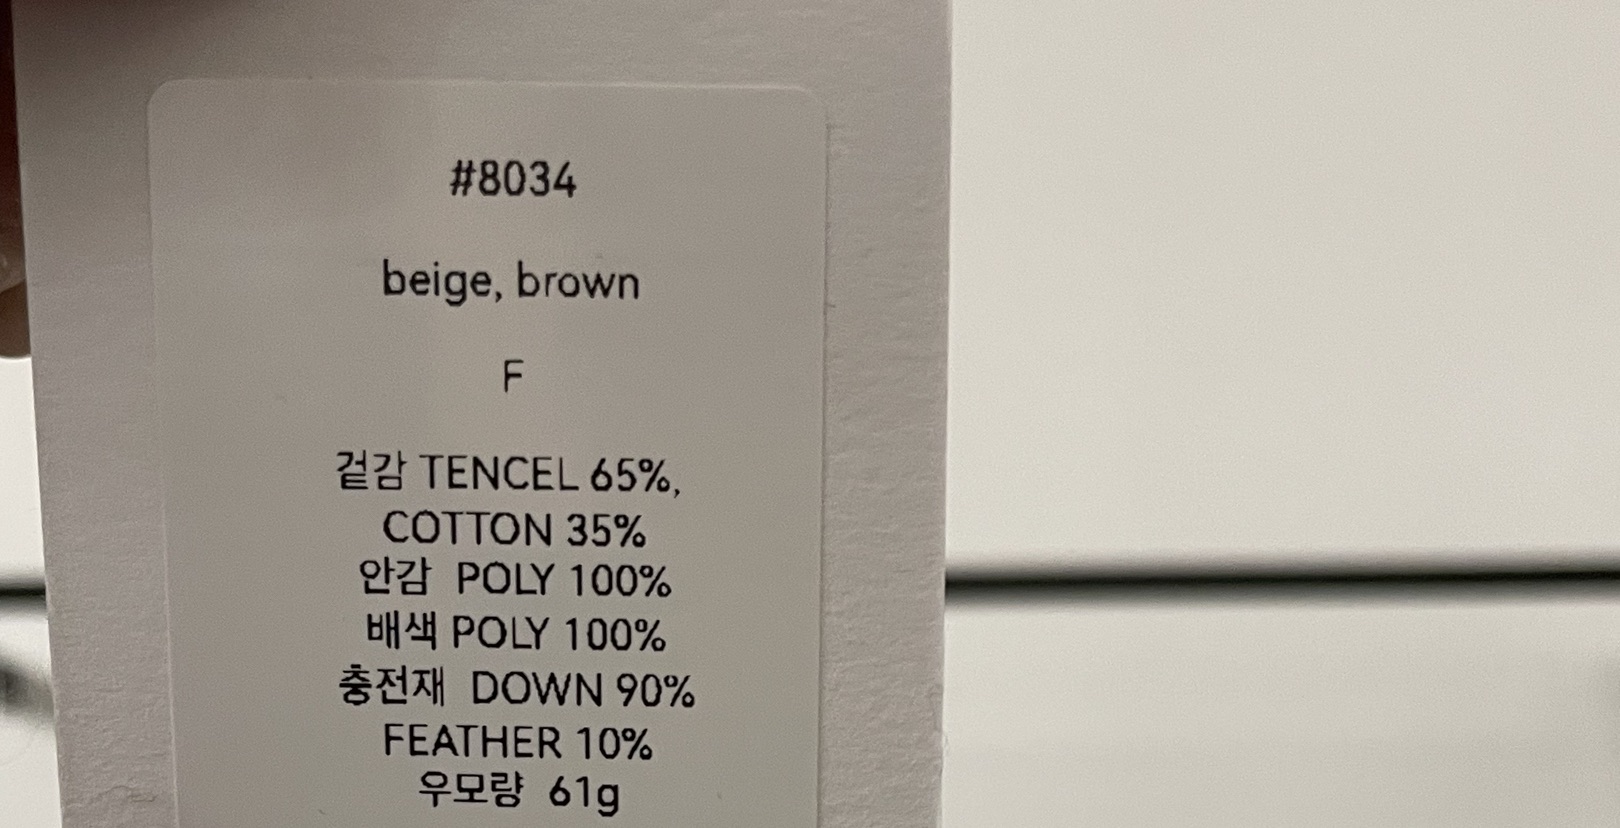 #8034
beige, brown
F
겉감 TENCEL 65%,
COTTON 35%
안감 POLY 100%
배색 POLY 100%
충전재 DOWN 90%
FEATHER 10%
우모량 61g